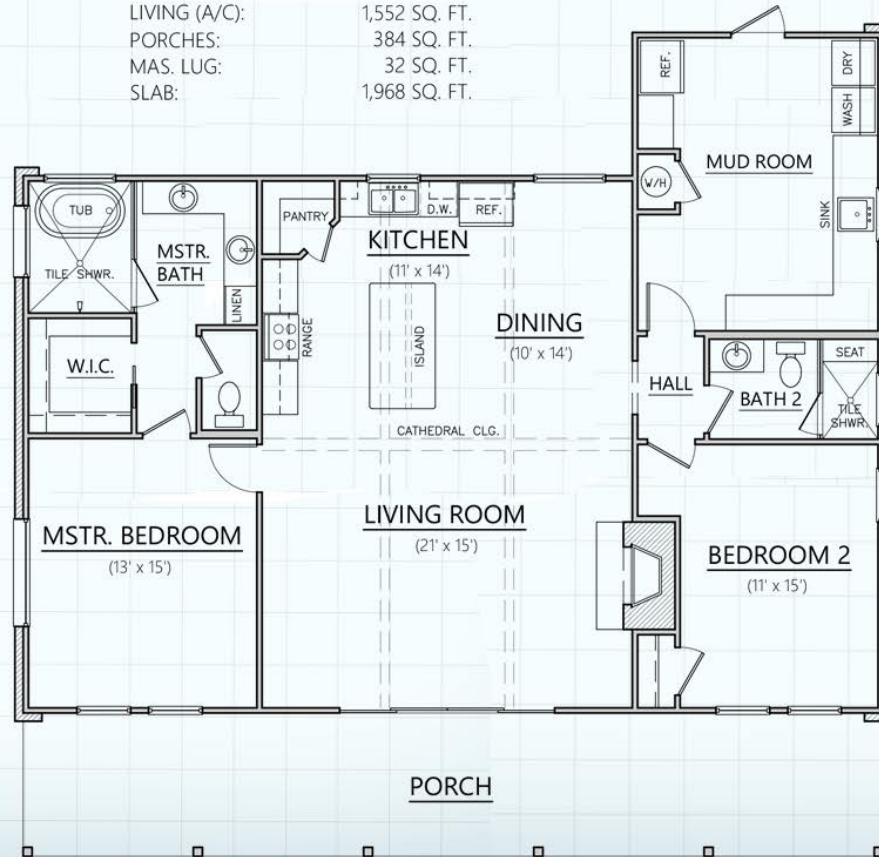 LIVING (A/C): 1,552 SQ. FT.
PORCHES: 384 SQ. FT.
MAS. LUG: 32 SQ. FT.
SLAB: 1,968 SQ. FT.
REF.
DRY
WASH
MUD ROOM
W/H
SINK
TUB
TILE SHWR.
MSTR.
BATH
LINEN
PANTRY
D.W.
REF.
KITCHEN
(11' x 14')
RANGE
ISLAND
DINING
(10' x 14')
W.I.C.
HALL
BATH 2
SEAT
TILE
SHWR.
CATHEDRAL CLG.
MSTR. BEDROOM
(13' x 15')
LIVING ROOM
(21' x 15')
BEDROOM 2
(11' x 15')
PORCH